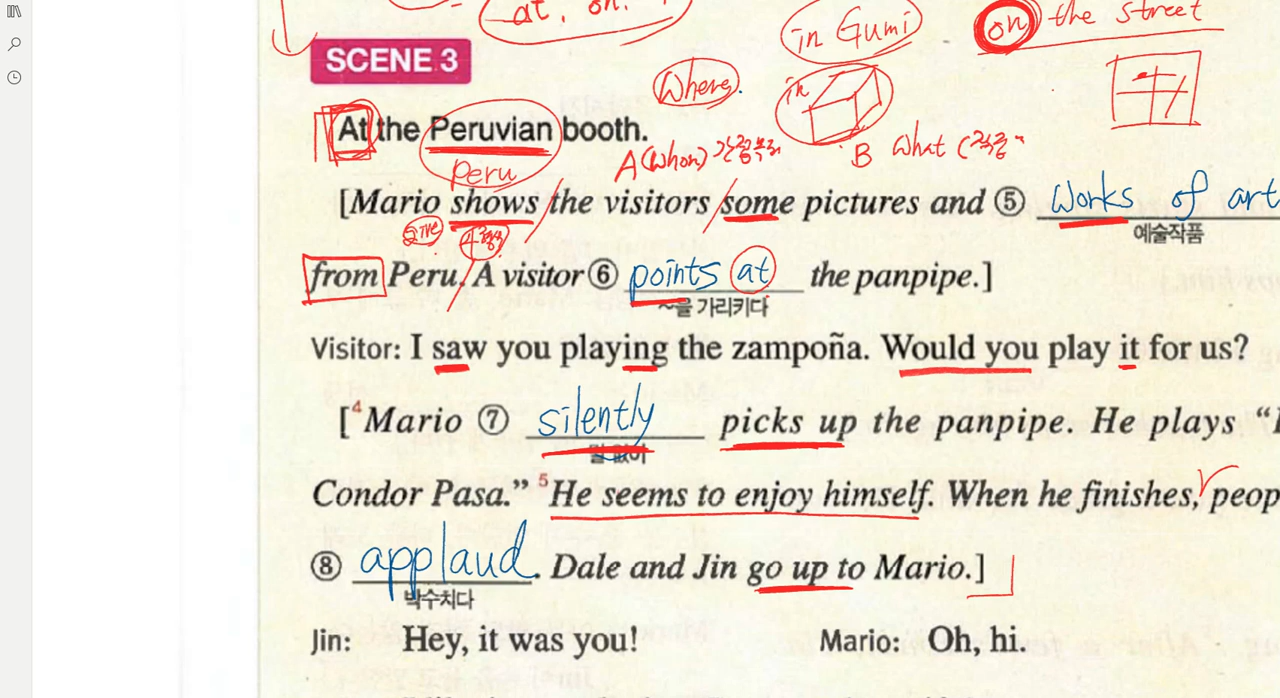 at, on,
in Gumi
on the street
SCENE 3
Where.
in
At the Peruvian booth.
Peru
A (Whom) 간접목적
B What (직접
[Mario shows / the visitors / some pictures and ⑤ works of art
예술작품
4형식
from Peru. / A visitor ⑥ points at the panpipe.]
~을 가리키다
Visitor: I saw you playing the zampoña. Would you play it for us?
[4 Mario ⑦ silently picks up the panpipe. He plays “
말 없이
Condor Pasa.” 5 He seems to enjoy himself. When he finishes, peop
⑧ applaud. Dale and Jin go up to Mario.]
박수치다
Jin: Hey, it was you! Mario: Oh, hi.